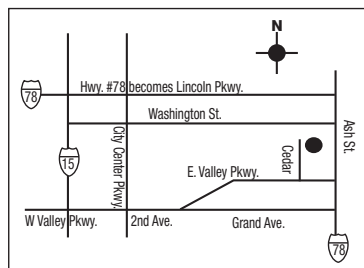 N
Hwy. #78 becomes Lincoln Pkwy.
78
Washington St.
City Center Pkwy.
Ash St.
Cedar
15
E. Valley Pkwy.
W Valley Pkwy.
2nd Ave.
Grand Ave.
78